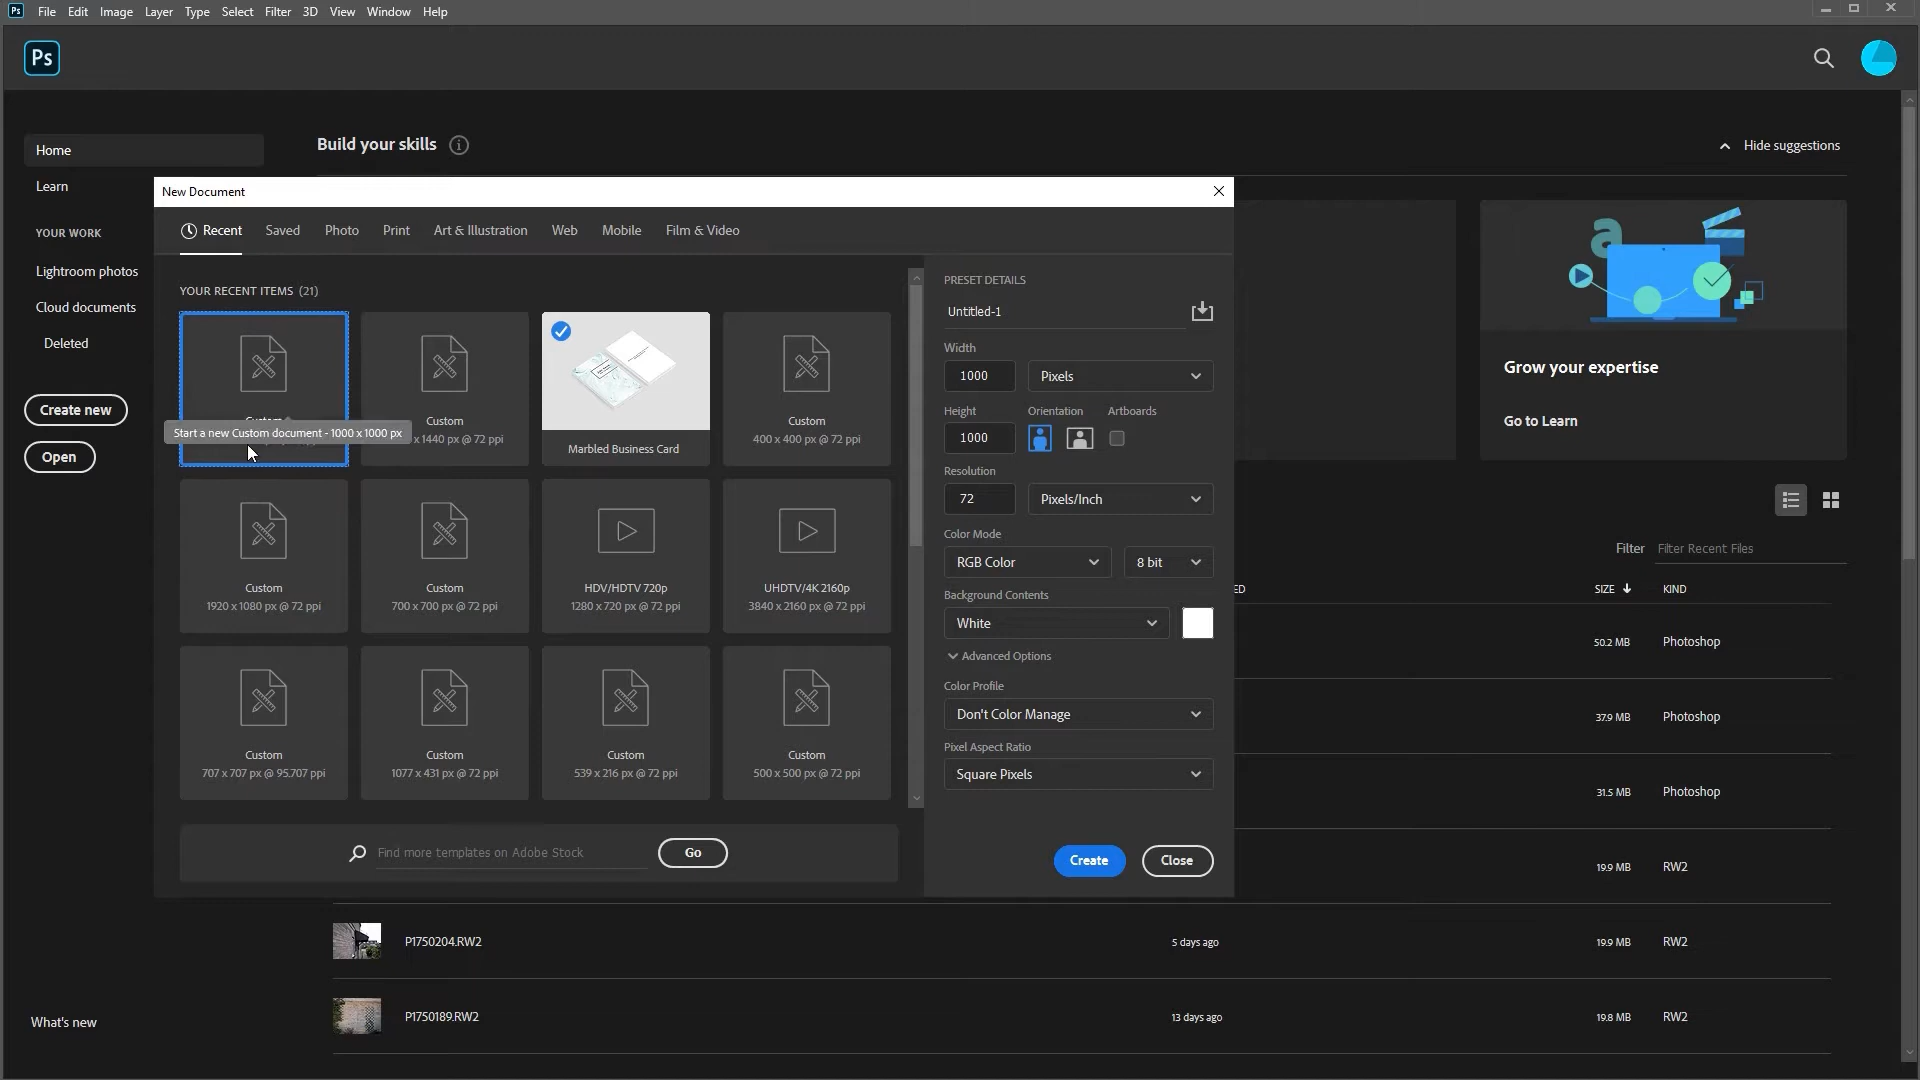 Ps File Edit Image Layer Type Select Filter 3D View Window Help
Ps
Home
Learn
YOUR WORK
Lightroom photos
Cloud documents
Deleted
Create new
Open
What's new
Build your skills
Hide suggestions
New Document
Recent Saved Photo Print Art & Illustration Web Mobile Film & Video
YOUR RECENT ITEMS (21)
Start a new Custom document - 1000 x 1000 px
Custom
x 1440 px @ 72 ppi
Marbled Business Card
Custom
400 x 400 px @ 72 ppi
Custom
1920 x 1080 px @ 72 ppi
Custom
700 x 700 px @ 72 ppi
HDV/HDTV 720p
1280 x 720 px @ 72 ppi
UHDTV/4K 2160p
3840 x 2160 px @ 72 ppi
Custom
707 x 707 px @ 95.707 ppi
Custom
1077 x 431 px @ 72 ppi
Custom
539 x 216 px @ 72 ppi
Custom
500 x 500 px @ 72 ppi
Find more templates on Adobe Stock
Go
PRESET DETAILS
Untitled-1
Width
1000 Pixels
Height Orientation Artboards
1000
Resolution
72 Pixels/Inch
Color Mode
RGB Color 8 bit
Background Contents
White
Advanced Options
Color Profile
Don't Color Manage
Pixel Aspect Ratio
Square Pixels
Create Close
a
Grow your expertise
Go to Learn
Filter Filter Recent Files
ED SIZE KIND
50.2 MB Photoshop
37.9 MB Photoshop
31.5 MB Photoshop
19.9 MB RW2
P1750204.RW2 5 days ago 19.9 MB RW2
P1750189.RW2 13 days ago 19.8 MB RW2